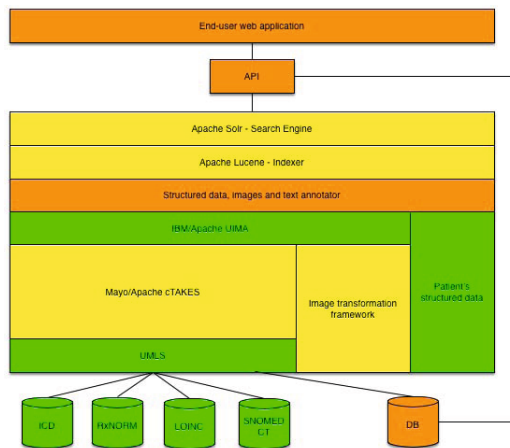 End-user web application
API
Apache Solr - Search Engine
Apache Lucene - Indexer
Structured data, images and text annotator
IBM/Apache UIMA
Mayo/Apache cTAKES
Image transformation
framework
Patient's
structured data
UMLS
ICD
RxNORM
LOINC
SNOMED
CT
DB